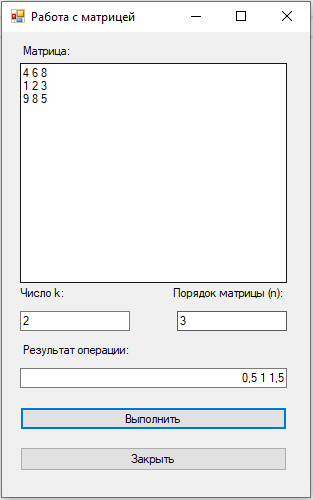 Работа с матрицей
Матрица:
4 6 8
1 2 3
9 8 5
Число k: Порядок матрицы (n):
2 3
Результат операции:
0,5 1 1,5
Выполнить
Закрыть